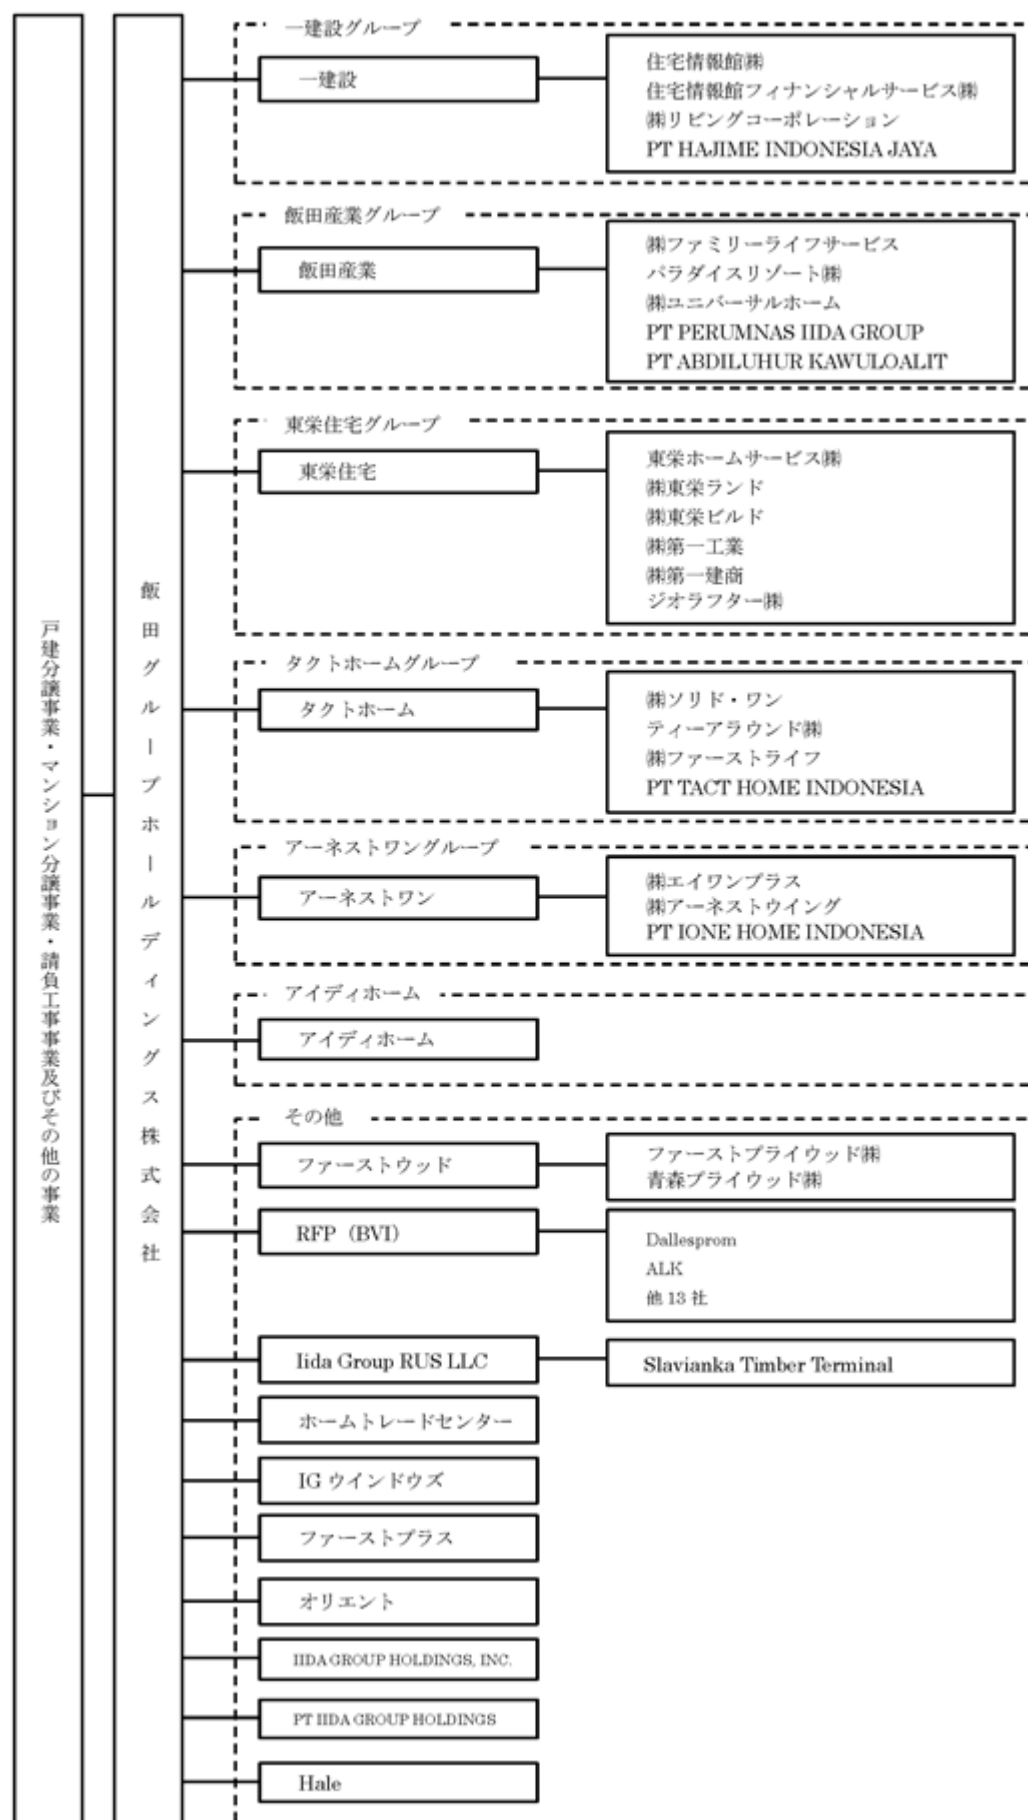 戸建分譲事業・マンション分譲事業・請負工事事業及びその他の事業
飯田グループホールディングス株式会社
一建設グループ
一建設
住宅情報館㈱
住宅情報館フィナンシャルサービス㈱
㈱リビングコーポレーション
PT HAJIME INDONESIA JAYA
飯田産業グループ
飯田産業
㈱ファミリーライフサービス
パラダイスリゾート㈱
㈱ユニバーサルホーム
PT PERUMNAS IIDA GROUP
PT ABDILUHUR KAWULOALIT
東栄住宅グループ
東栄住宅
東栄ホームサービス㈱
㈱東栄ランド
㈱東栄ビルド
㈱第一工業
㈱第一建商
ジオラフター㈱
タクトホームグループ
タクトホーム
㈱ソリド・ワン
ティーアラウンド㈱
㈱ファーストライフ
PT TACT HOME INDONESIA
アーネストワングループ
アーネストワン
㈱エイワンプラス
㈱アーネストウイング
PT IONE HOME INDONESIA
アイディホーム
アイディホーム
その他
ファーストウッド
ファーストプライウッド㈱
青森プライウッド㈱
RFP（BVI）
Dallesprom
ALK
他 13 社
Iida Group RUS LLC
Slavianka Timber Terminal
ホームトレードセンター
IG ウインドウズ
ファーストプラス
オリエント
IIDA GROUP HOLDINGS, INC.
PT IIDA GROUP HOLDINGS
Hale